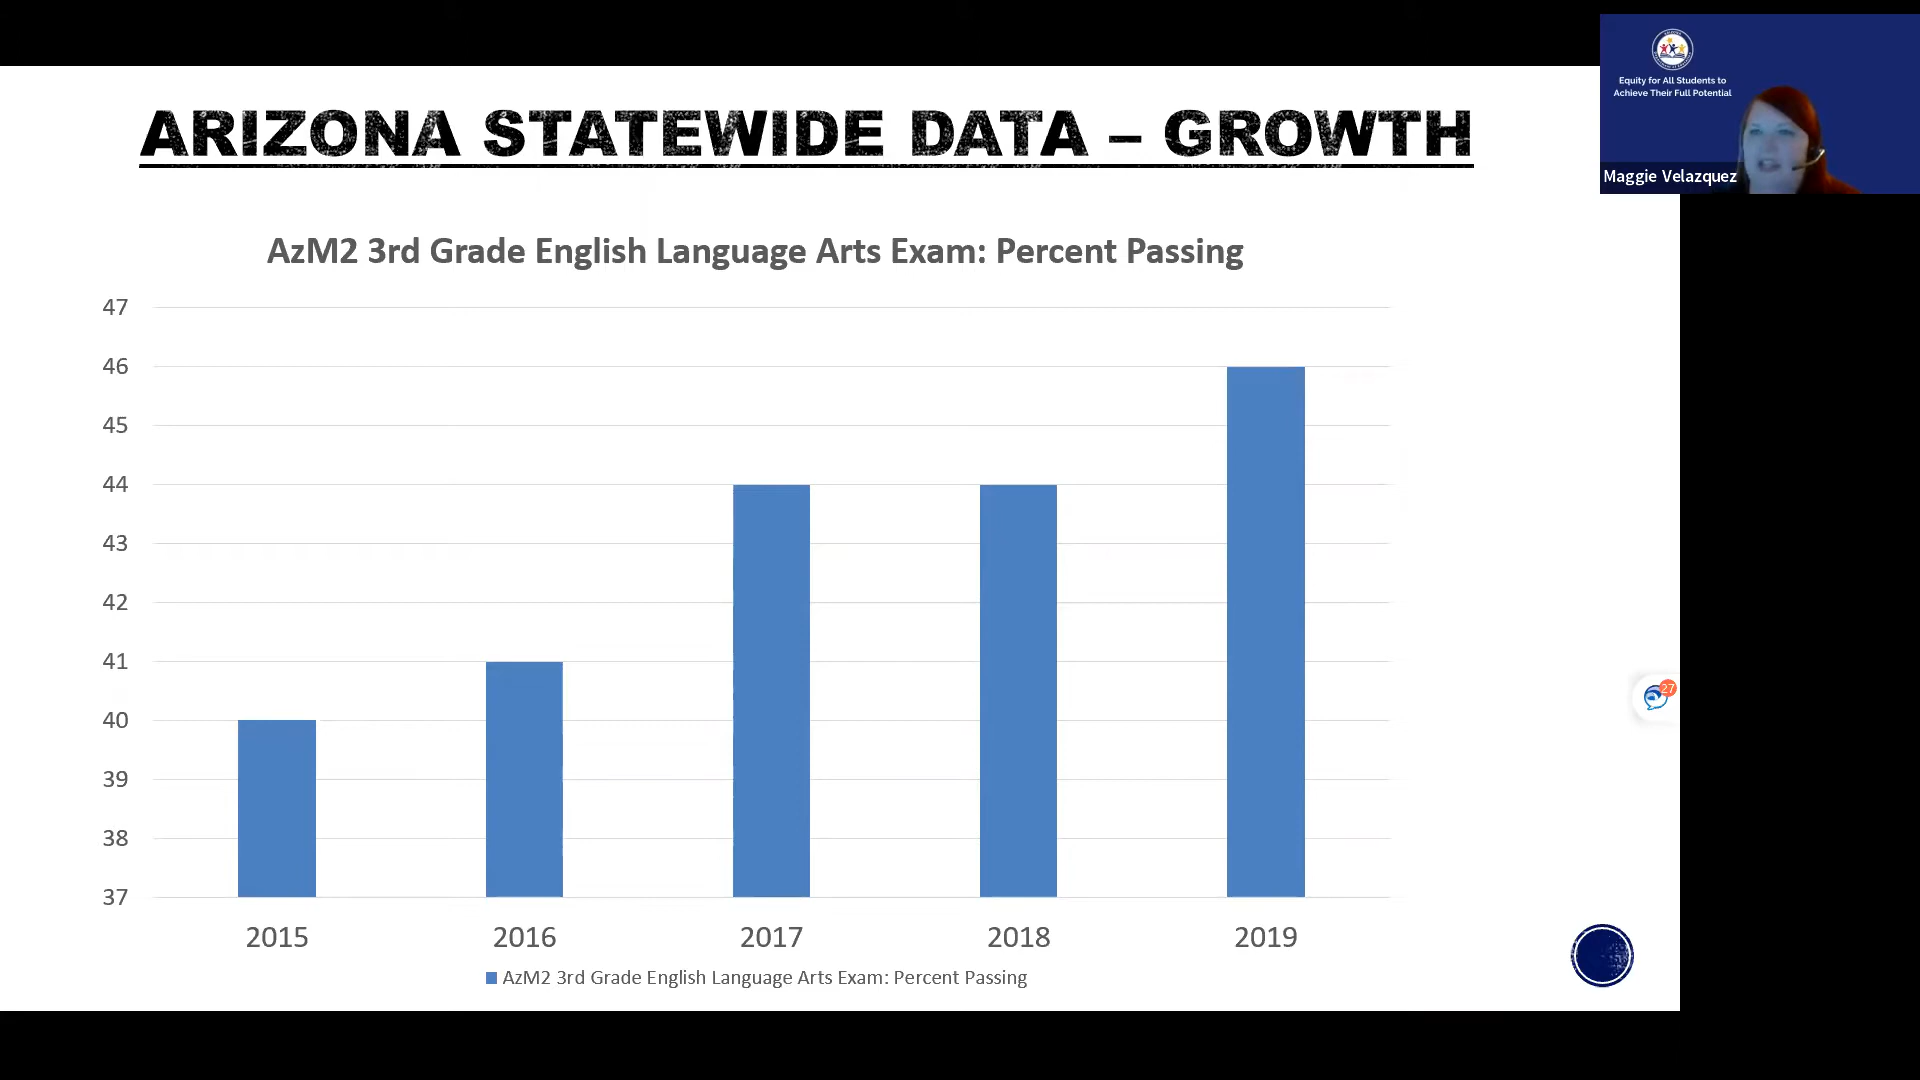 ARIZONA STATEWIDE DATA – GROWTH
Equity for All Students to
Achieve Their Full Potential
Maggie Velazquez
AzM2 3rd Grade English Language Arts Exam: Percent Passing
47
46
45
44
43
42
41
40
39
38
37
2015 2016 2017 2018 2019
AzM2 3rd Grade English Language Arts Exam: Percent Passing
27